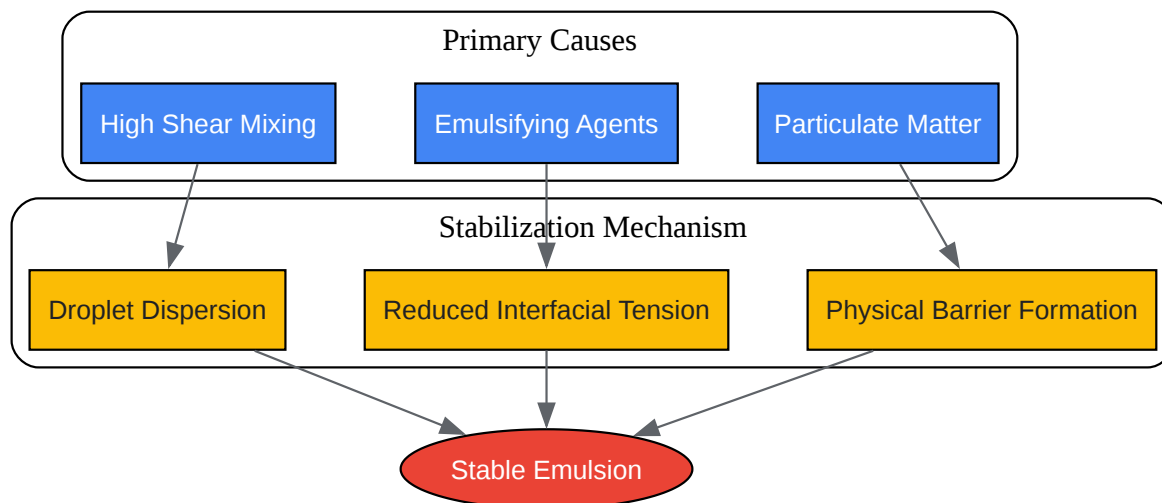 Primary Causes
High Shear Mixing
Emulsifying Agents
Particulate Matter
Stabilization Mechanism
Droplet Dispersion
Reduced Interfacial Tension
Physical Barrier Formation
Stable Emulsion